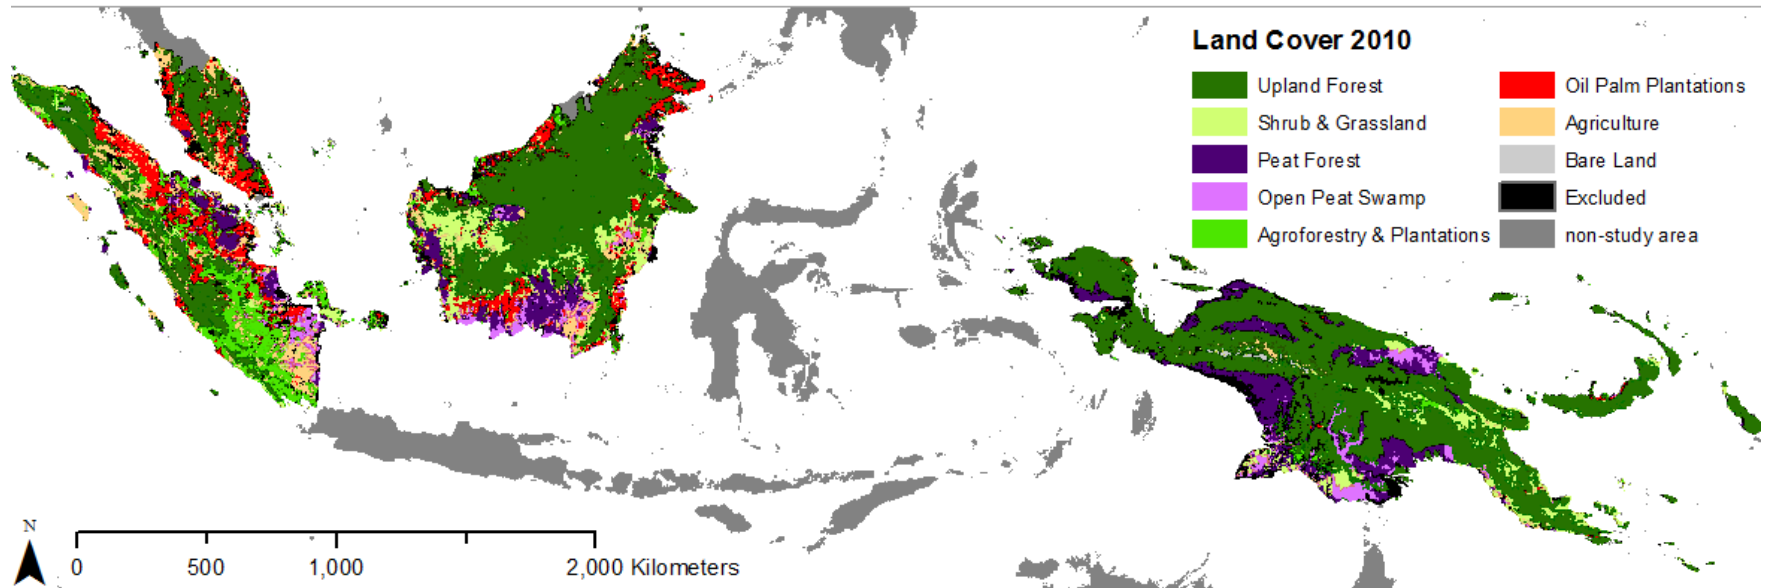 Land Cover 2010
Upland Forest
Oil Palm Plantations
Shrub & Grassland
Agriculture
Peat Forest
Bare Land
Open Peat Swamp
Excluded
Agroforestry & Plantations
non-study area
N
0 500 1,000 2,000 Kilometers